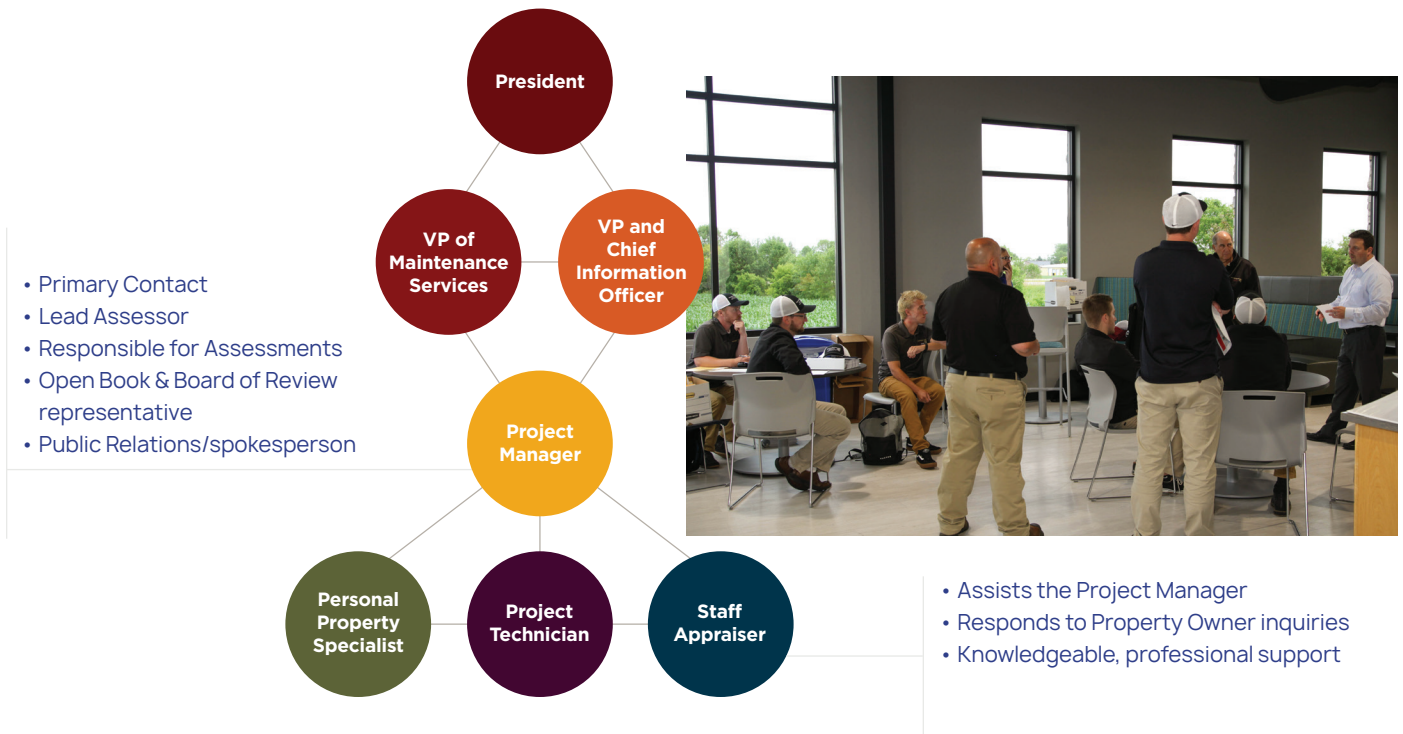 President
VP of
Maintenance
Services
VP and
Chief
Information
Officer
• Primary Contact
• Lead Assessor
• Responsible for Assessments
• Open Book & Board of Review
representative
• Public Relations/spokesperson
Project
Manager
Personal
Property
Specialist
Project
Technician
Staff
Appraiser
• Assists the Project Manager
• Responds to Property Owner inquiries
• Knowledgeable, professional support